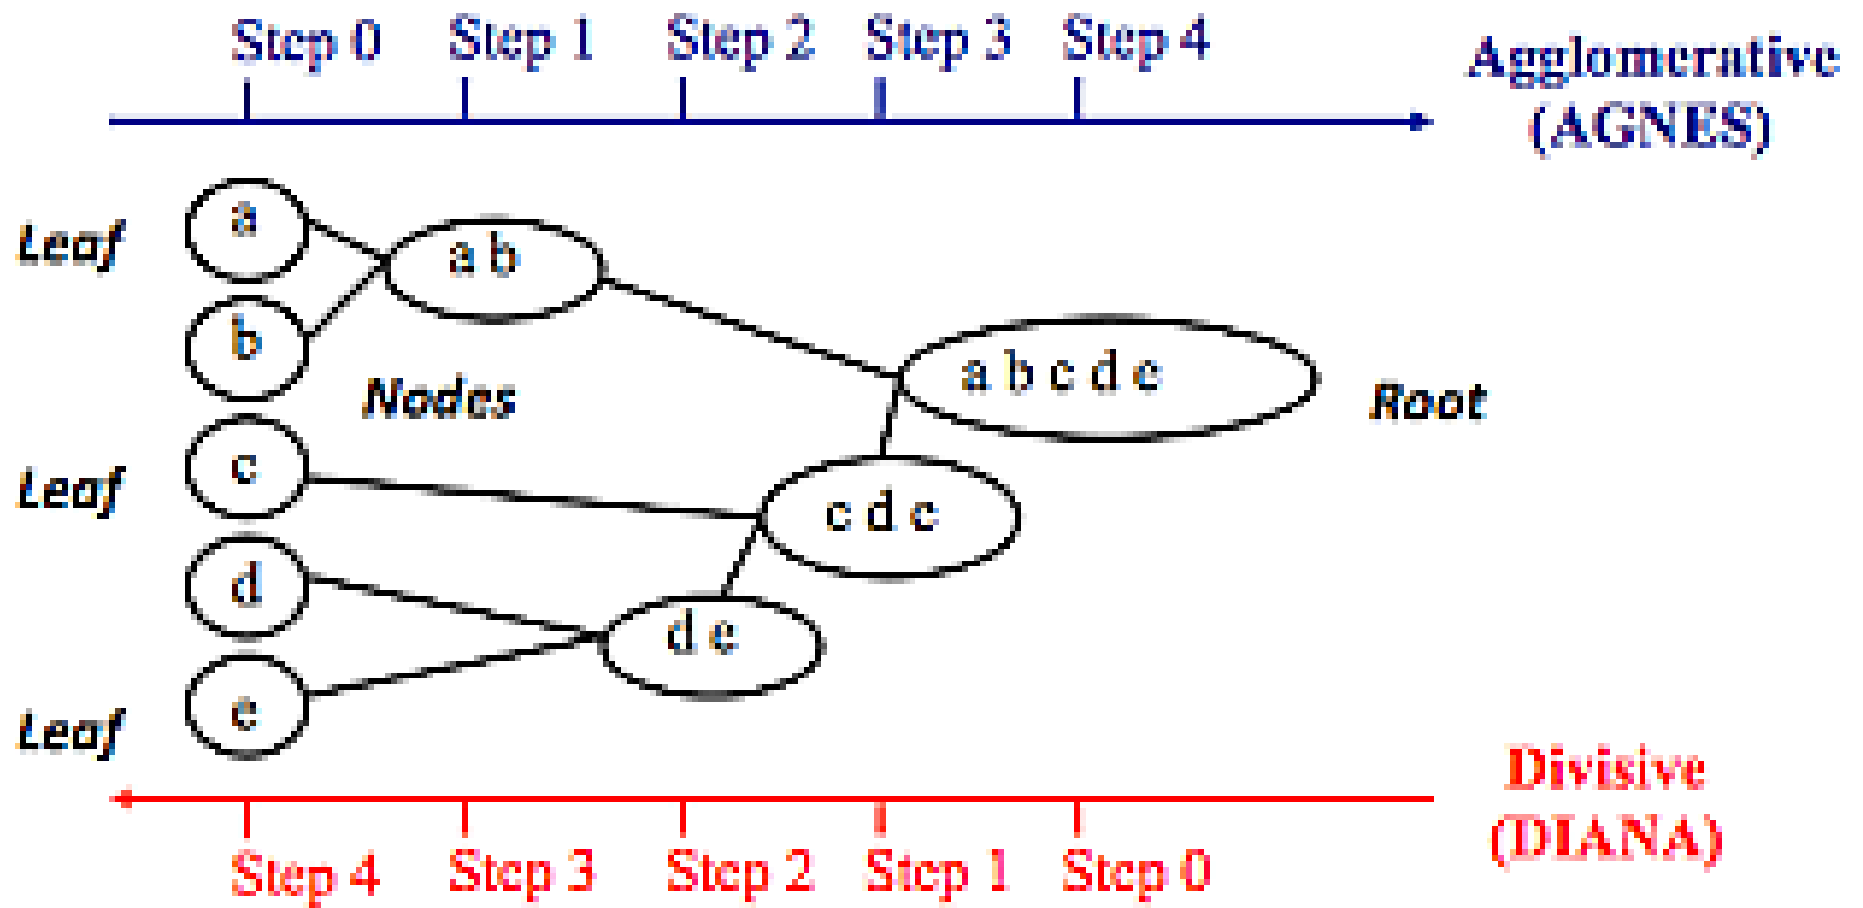 Step 0 Step 1 Step 2 Step 3 Step 4
Agglomerative
(AGNES)
Leaf
a
a b
b
a b c d e
Nodes
Root
c
Leaf
c d e
d
d e
e
Leaf
Divisive
(DIANA)
Step 4 Step 3 Step 2 Step 1 Step 0